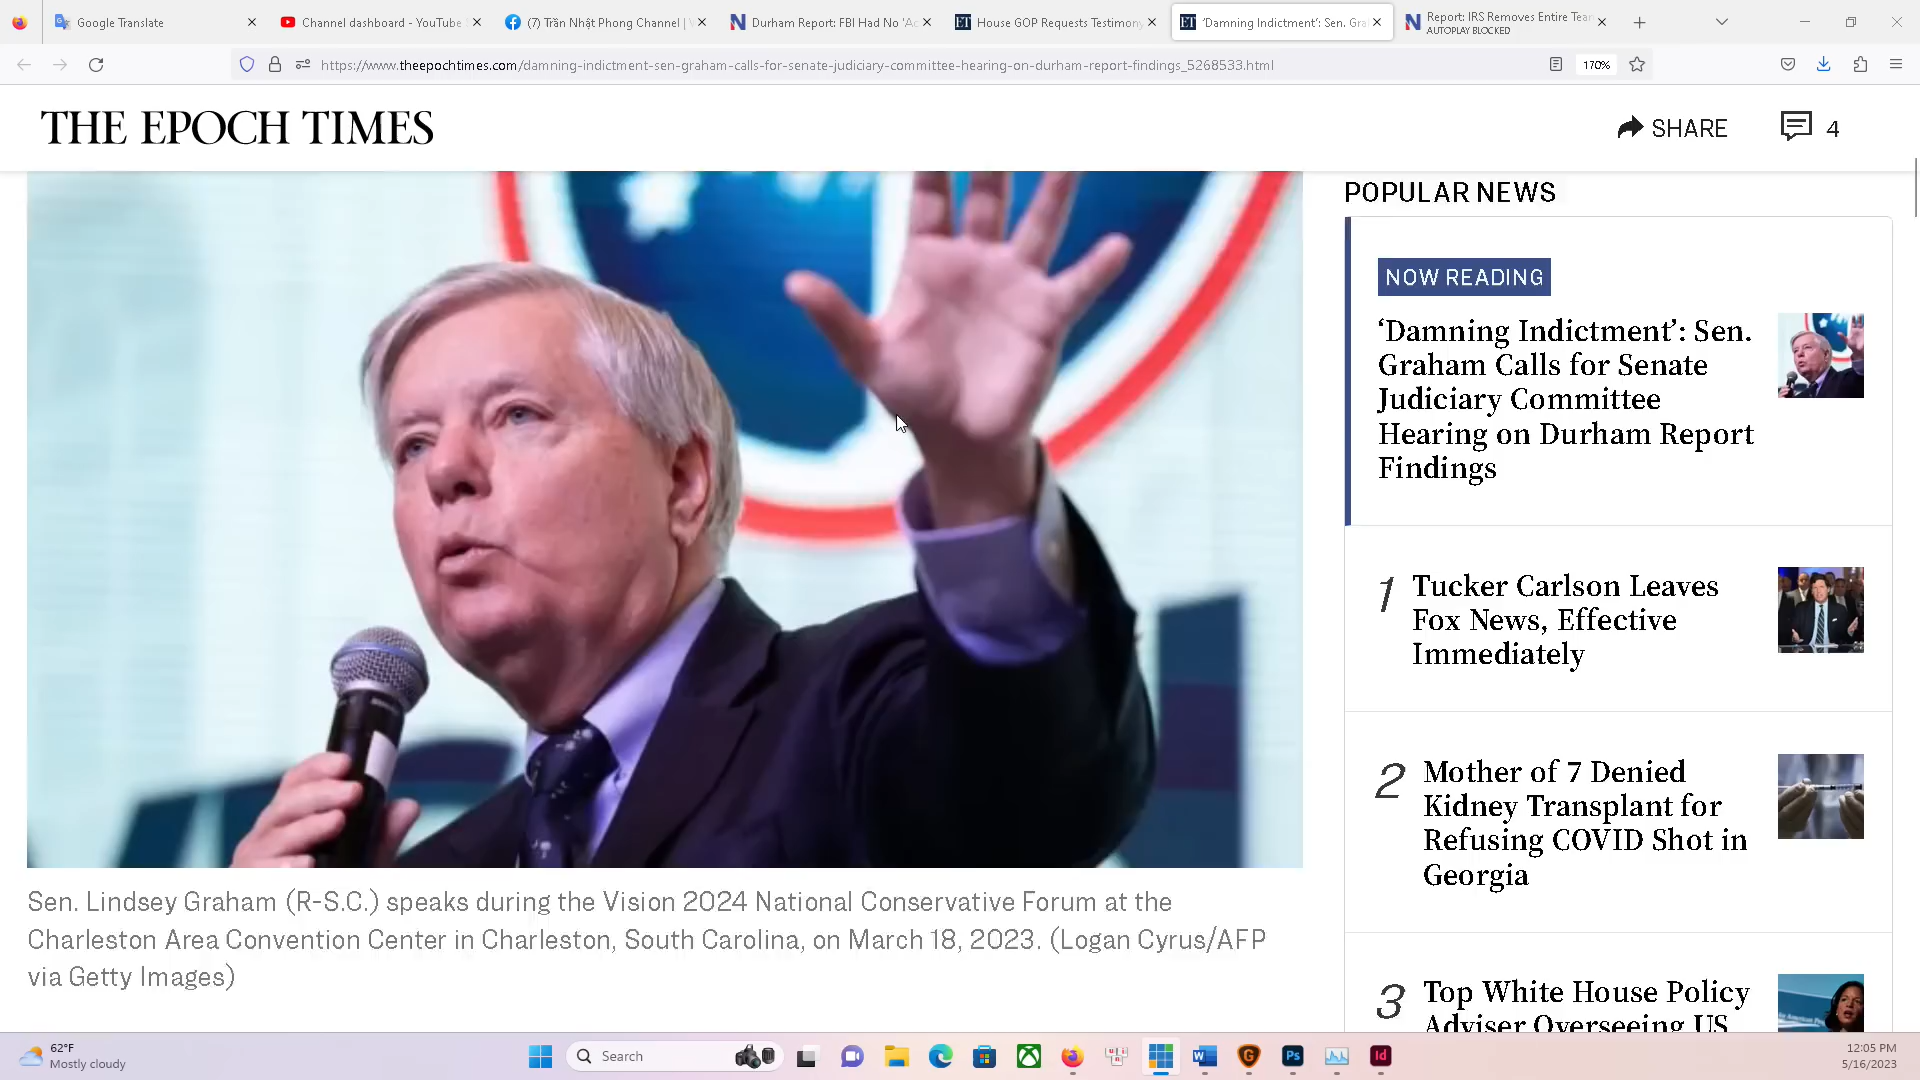 Google Translate
Channel dashboard - YouTube
(7) Trần Nhật Phong Channel |
Durham Report: FBI Had No 'Ac
House GOP Requests Testimony
'Damning Indictment': Sen. Gra
Report: IRS Removes Entire Tea
AUTOPLAY BLOCKED
https://www.theepochtimes.com/damning-indictment-sen-graham-calls-for-senate-judiciary-committee-hearing-on-durham-report-findings_5268533.html
170%
THE EPOCH TIMES
SHARE
4
Sen. Lindsey Graham (R-S.C.) speaks during the Vision 2024 National Conservative Forum at the
Charleston Area Convention Center in Charleston, South Carolina, on March 18, 2023. (Logan Cyrus/AFP
via Getty Images)
POPULAR NEWS
NOW READING
‘Damning Indictment’: Sen.
Graham Calls for Senate
Judiciary Committee
Hearing on Durham Report
Findings
1
Tucker Carlson Leaves
Fox News, Effective
Immediately
2
Mother of 7 Denied
Kidney Transplant for
Refusing COVID Shot in
Georgia
3
Top White House Policy
Adviser Overseeing US
62°F
Mostly cloudy
Search
12:05 PM
5/16/2023